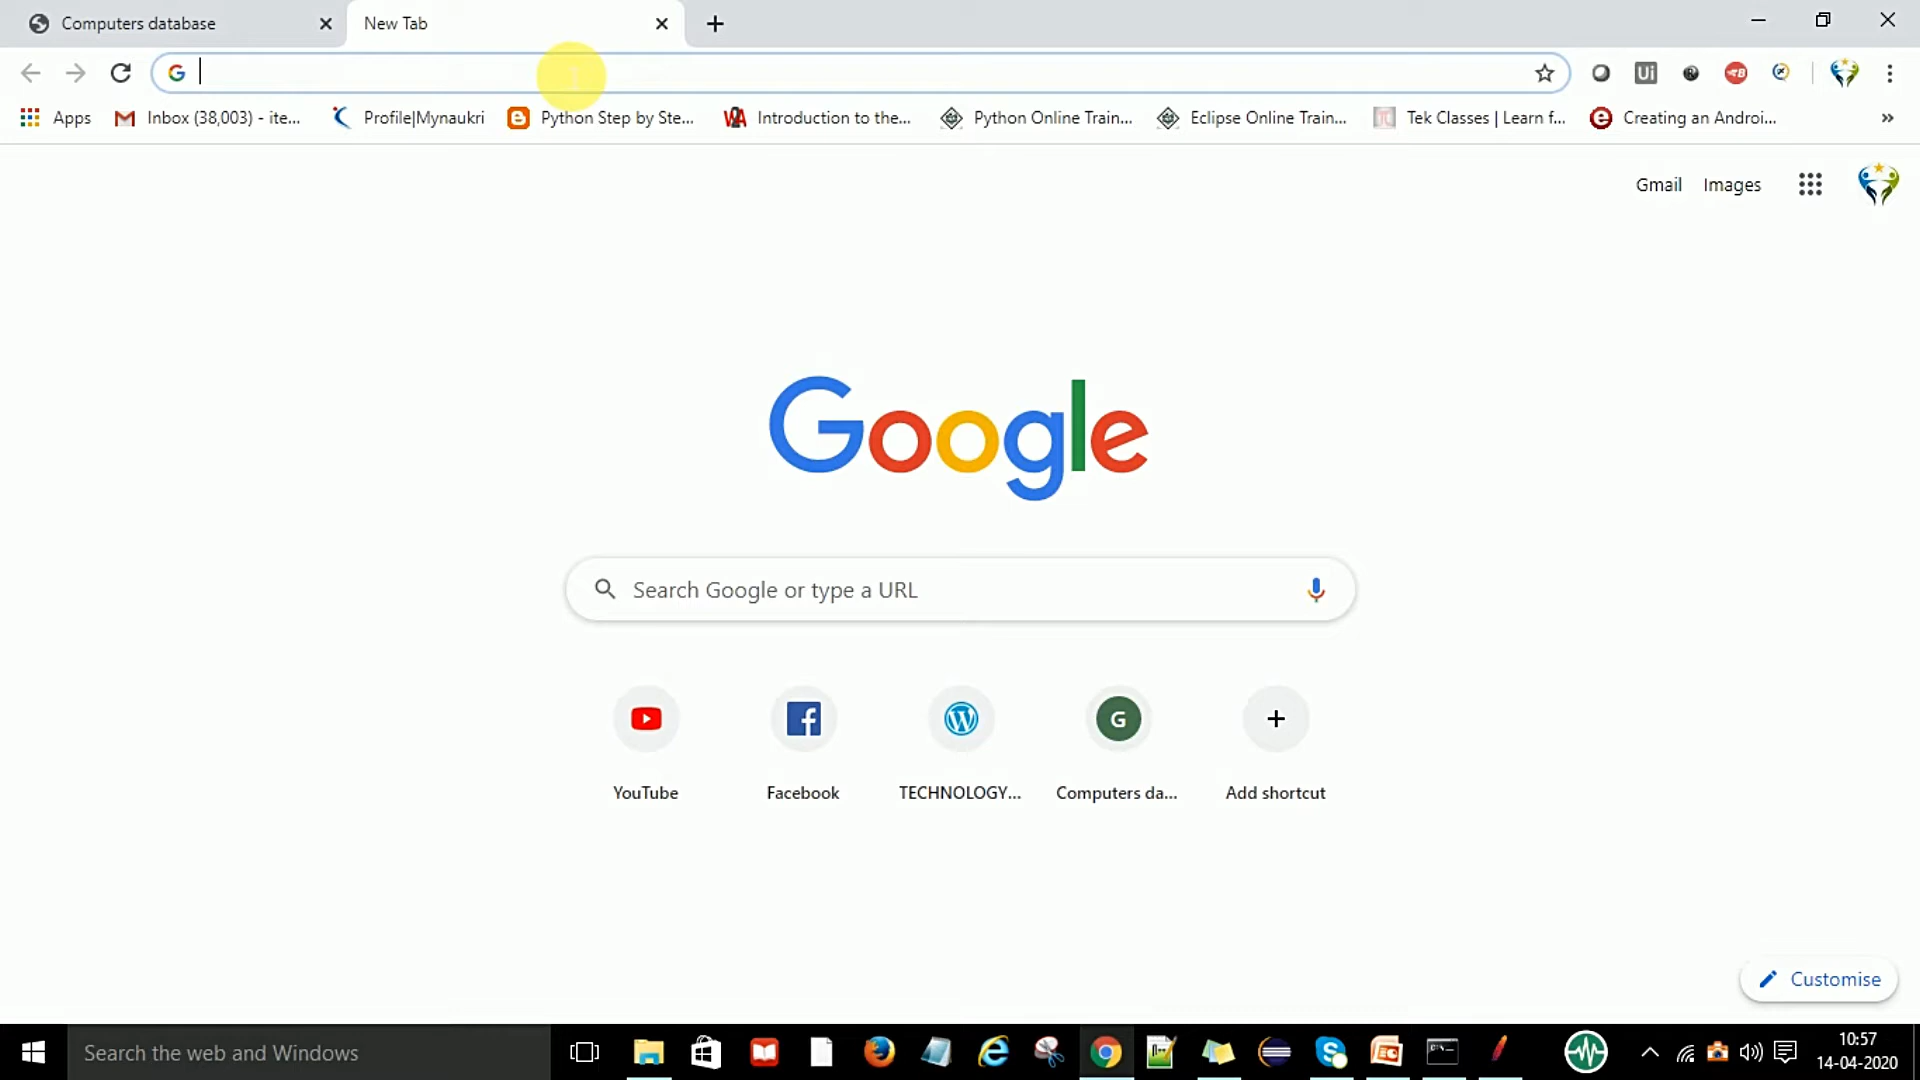 Computers database
New Tab
Apps
Inbox (38,003) - ite...
Profile|Mynaukri
Python Step by Ste...
Introduction to the...
Python Online Train...
Eclipse Online Train...
Tek Classes | Learn f...
Creating an Androi...
Gmail
Images
Google
Search Google or type a URL
YouTube
Facebook
TECHNOLOGY...
G
Computers da...
Add shortcut
Customise
Search the web and Windows
10:57
14-04-2020